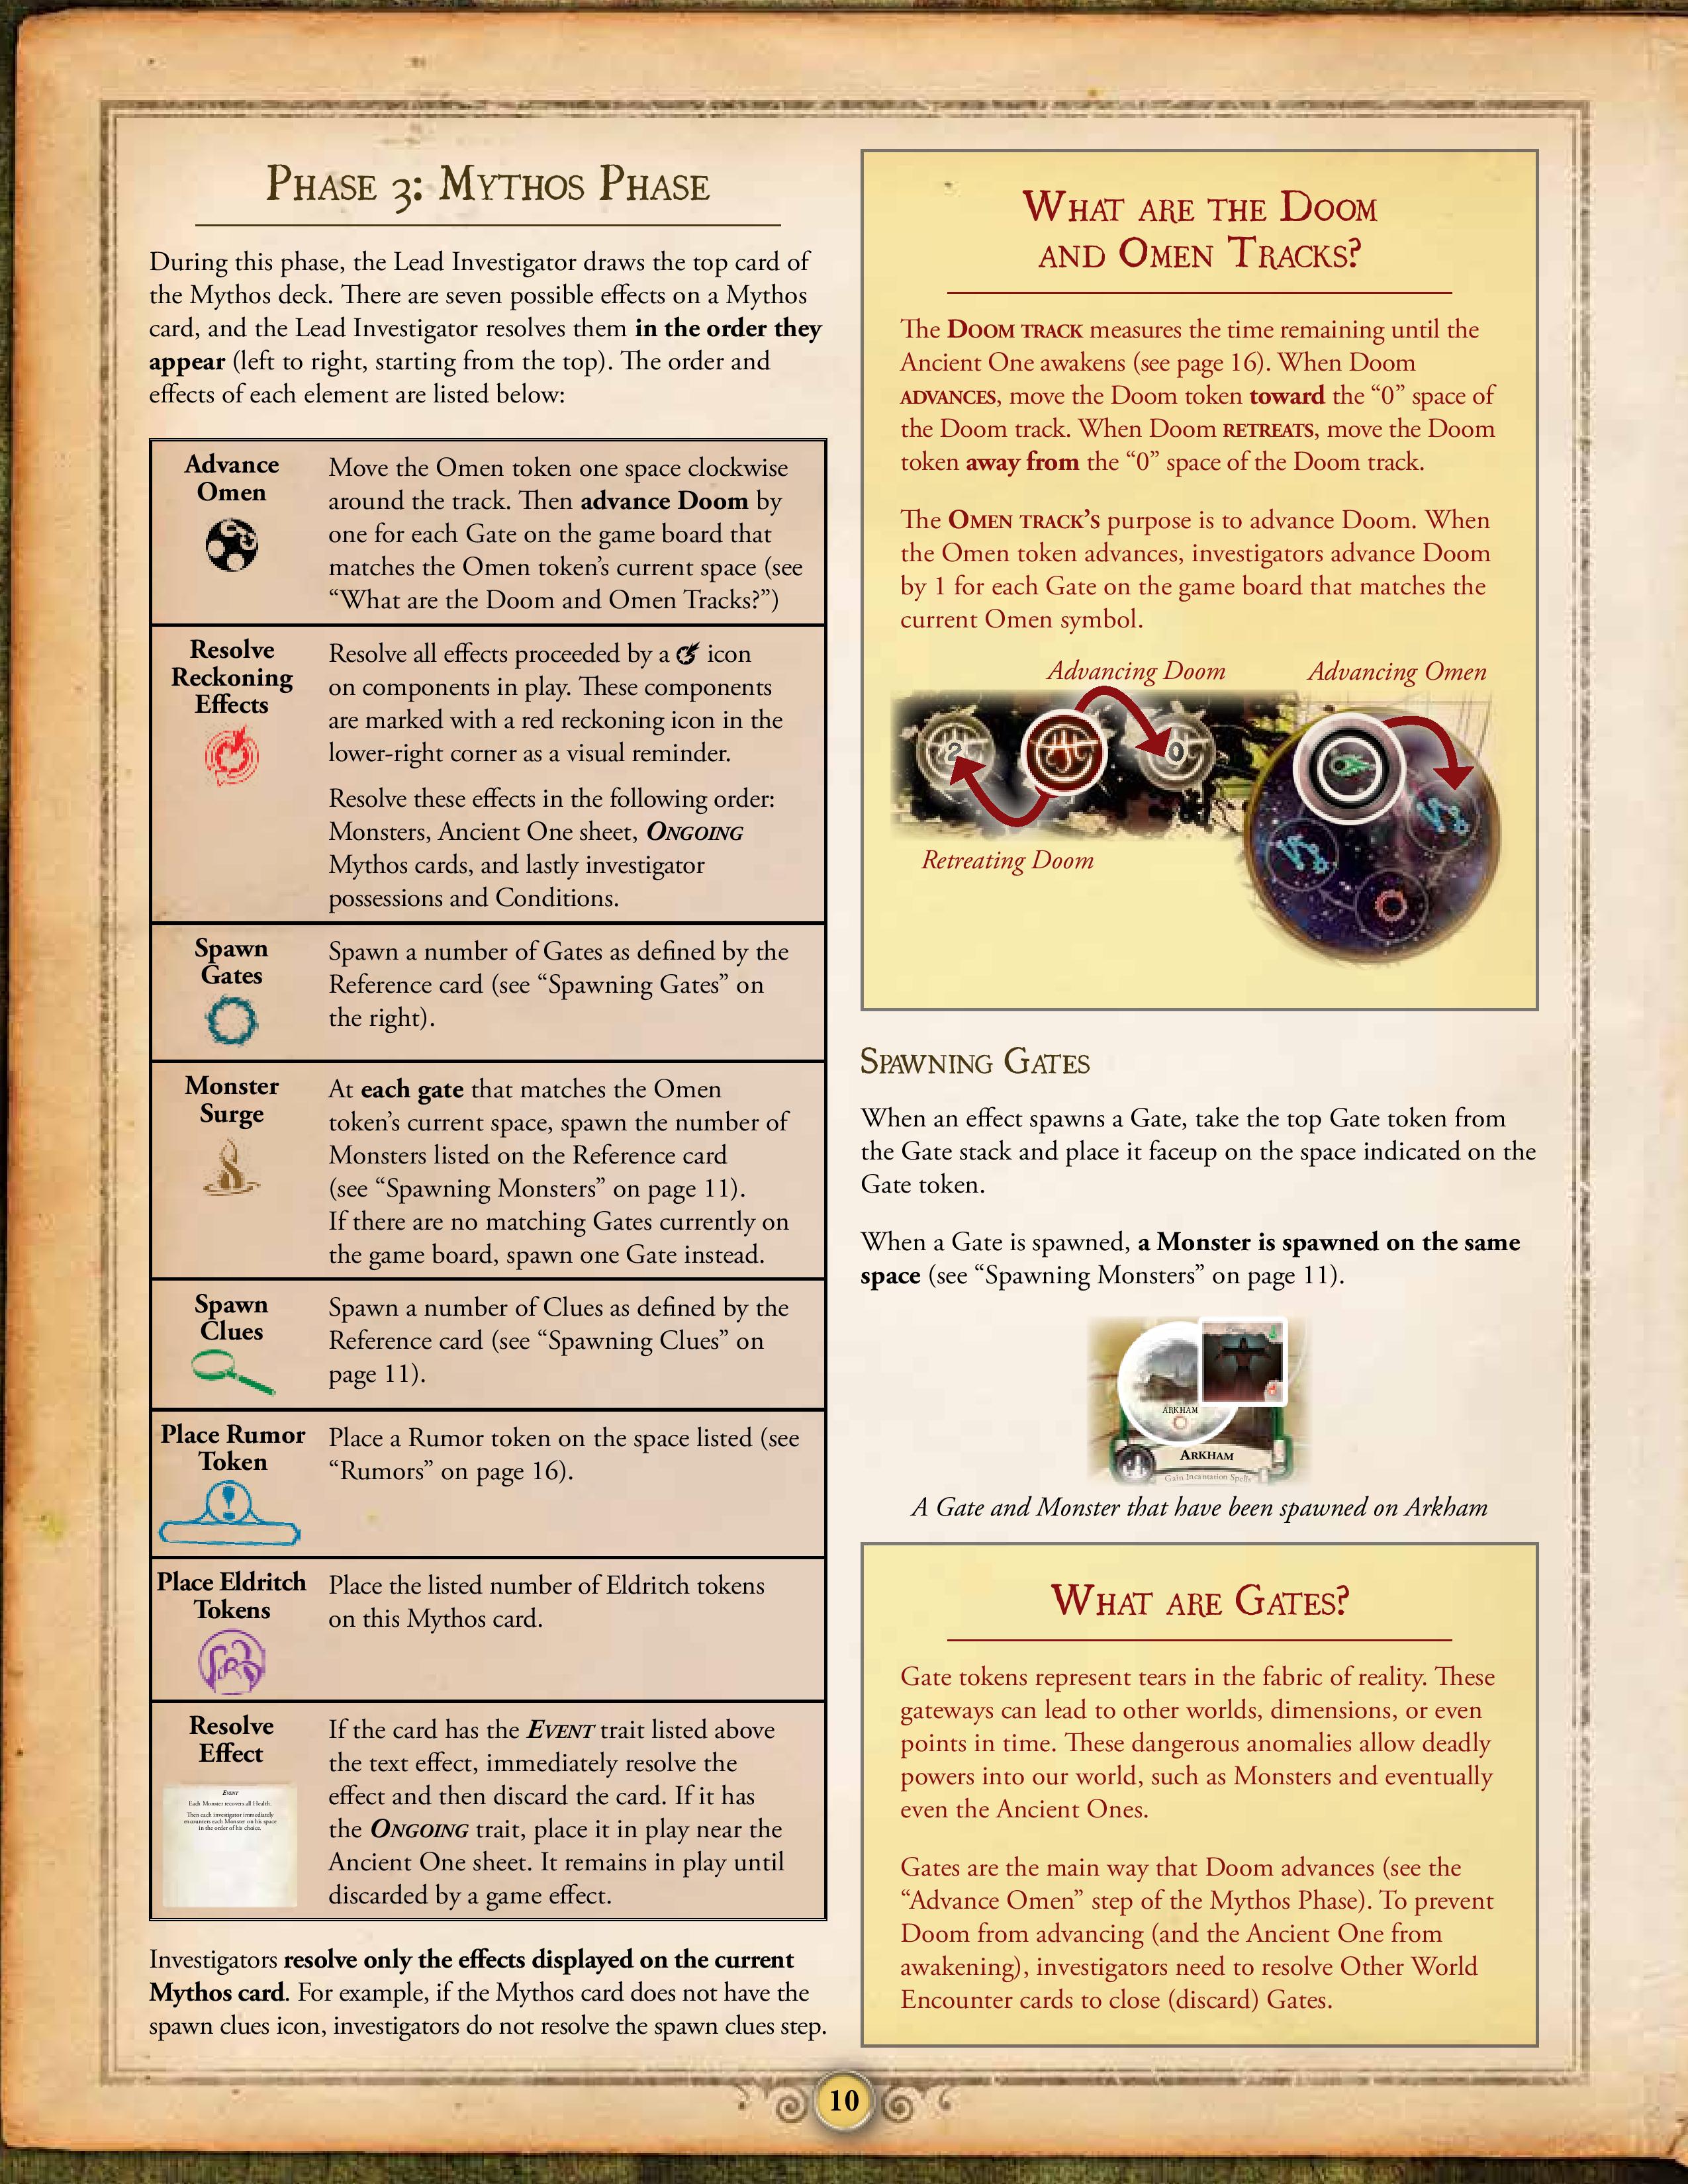 Phase 3: Mythos Phase
During this phase, the Lead Investigator draws the top card of
the Mythos deck. There are seven possible effects on a Mythos
card, and the Lead Investigator resolves them in the order they
appear (left to right, starting from the top). The order and
effects of each element are listed below:
Advance
Omen
Move the Omen token one space clockwise
around the track. Then advance Doom by
one for each Gate on the game board that
matches the Omen token's current space (see
“What are the Doom and Omen Tracks?”)
Resolve
Reckoning
Effects
Resolve all effects proceeded by a icon
on components in play. These components
are marked with a red reckoning icon in the
lower-right corner as a visual reminder.
Resolve these effects in the following order:
Monsters, Ancient One sheet, Ongoing
Mythos cards, and lastly investigator
possessions and Conditions.
Spawn
Gates
Spawn a number of Gates as defined by the
Reference card (see “Spawning Gates” on
the right).
Monster
Surge
At each gate that matches the Omen
token's current space, spawn the number of
Monsters listed on the Reference card
(see “Spawning Monsters” on page 11).
If there are no matching Gates currently on
the game board, spawn one Gate instead.
Spawn
Clues
Spawn a number of Clues as defined by the
Reference card (see “Spawning Clues” on
page 11).
Place Rumor
Token
Place a Rumor token on the space listed (see
“Rumors” on page 16).
Place Eldritch
Tokens
Place the listed number of Eldritch tokens
on this Mythos card.
Resolve
Effect
Event
Each Monster recovers all Health.
Then each investigator immediately
encounters each Monster on his space
in the order of his choice.
If the card has the Event trait listed above
the text effect, immediately resolve the
effect and then discard the card. If it has
the Ongoing trait, place it in play near the
Ancient One sheet. It remains in play until
discarded by a game effect.
Investigators resolve only the effects displayed on the current
Mythos card. For example, if the Mythos card does not have the
spawn clues icon, investigators do not resolve the spawn clues step.
What are the Doom
and Omen Tracks?
The Doom track measures the time remaining until the
Ancient One awakens (see page 16). When Doom
advances, move the Doom token toward the “0” space of
the Doom track. When Doom retreats, move the Doom
token away from the “0” space of the Doom track.
The Omen track's purpose is to advance Doom. When
the Omen token advances, investigators advance Doom
by 1 for each Gate on the game board that matches the
current Omen symbol.
Advancing Doom
Advancing Omen
2
0
Retreating Doom
Spawning Gates
When an effect spawns a Gate, take the top Gate token from
the Gate stack and place it faceup on the space indicated on the
Gate token.
When a Gate is spawned, a Monster is spawned on the same
space (see “Spawning Monsters” on page 11).
Arkham
Arkham
Gain Incantation Spells
A Gate and Monster that have been spawned on Arkham
What are Gates?
Gate tokens represent tears in the fabric of reality. These
gateways can lead to other worlds, dimensions, or even
points in time. These dangerous anomalies allow deadly
powers into our world, such as Monsters and eventually
even the Ancient Ones.
Gates are the main way that Doom advances (see the
“Advance Omen” step of the Mythos Phase). To prevent
Doom from advancing (and the Ancient One from
awakening), investigators need to resolve Other World
Encounter cards to close (discard) Gates.
10